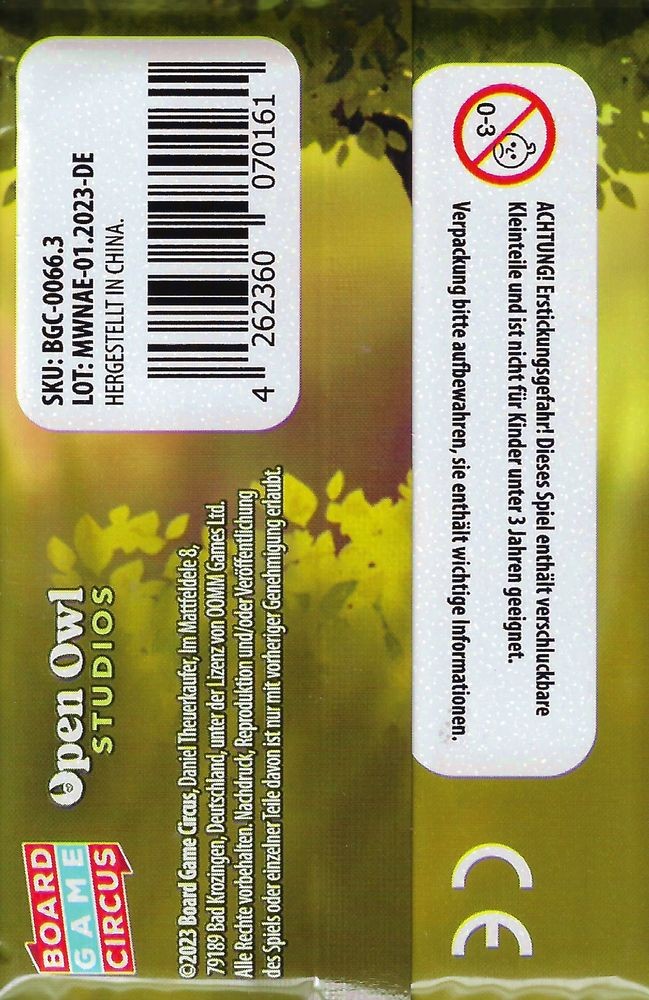 SKU: BGC-0066.3
LOT: MWNAE-01.2023-DE
HERGESTELLT IN CHINA.
4 262360 070161
Open Owl
STUDIOS
BOARD
GAME
CIRCUS
©2023 Board Game Circus, Daniel Theuerkaufer, Im Mattfeldele 8,
79189 Bad Krozingen, Deutschland, unter der Lizenz von OOMM Games Ltd.
Alle Rechte vorbehalten. Nachdruck, Reproduktion und/oder Veröffentlichung
des Spiels oder einzelner Teile davon ist nur mit vorheriger Genehmigung erlaubt.
0-3
ACHTUNG! Erstickungsgefahr! Dieses Spiel enthält verschluckbare
Kleinteile und ist nicht für Kinder unter 3 Jahren geeignet.
Verpackung bitte aufbewahren, sie enthält wichtige Informationen.
CE